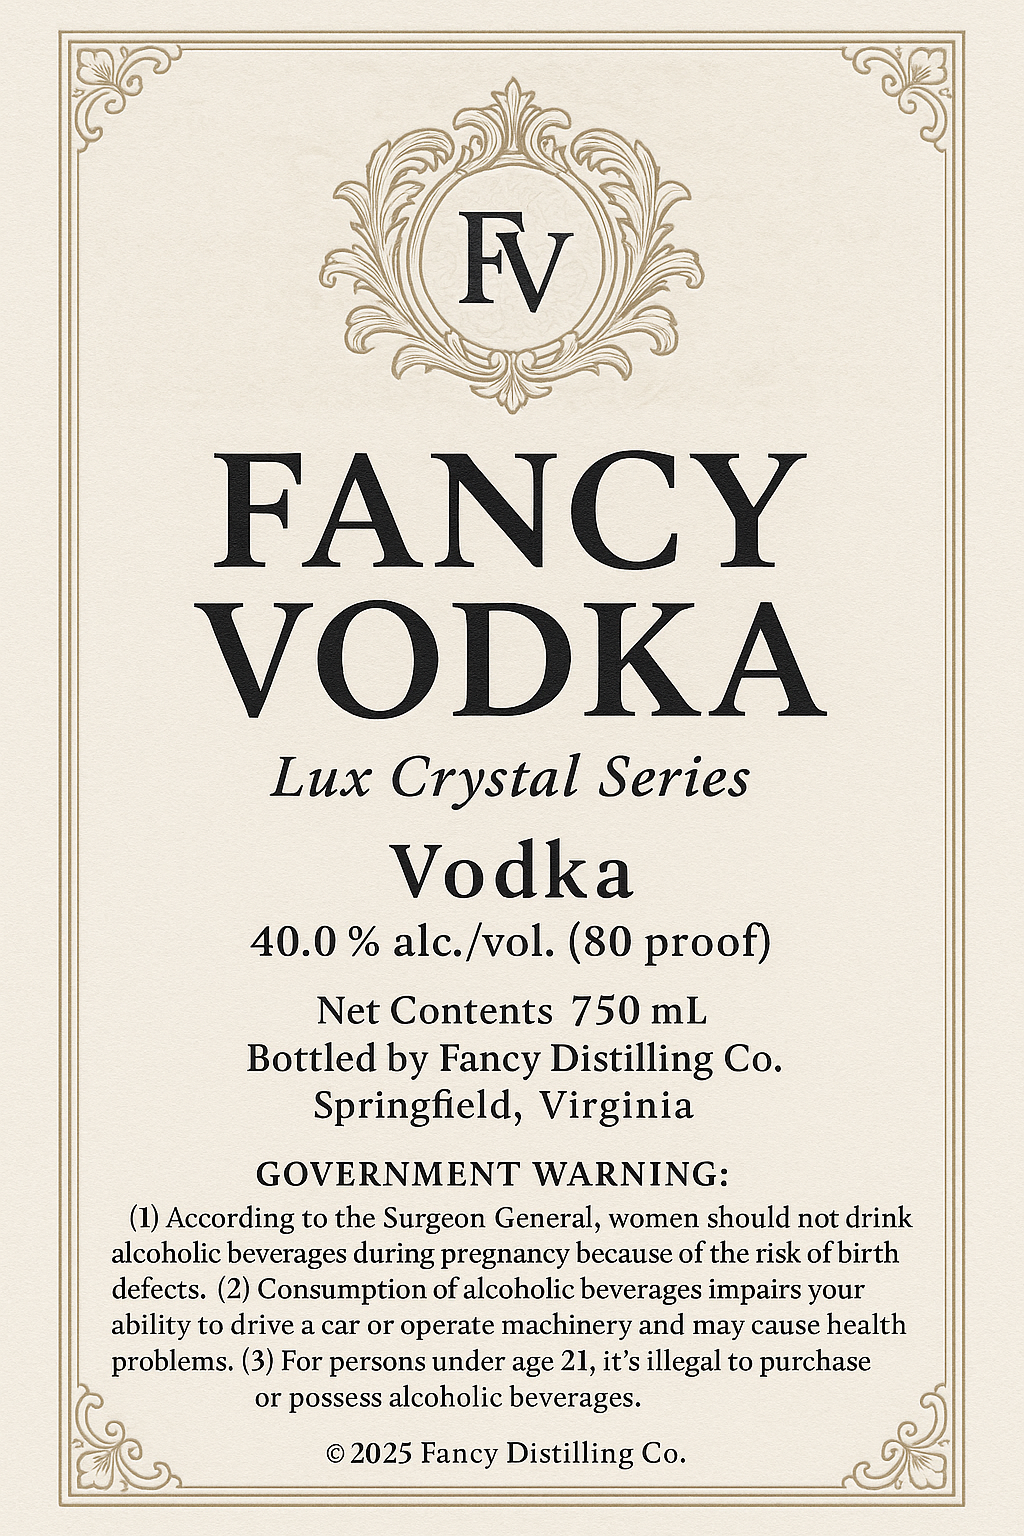 FV
FANCY
VODKA
Lux Crystal Series
Vodka
40.0 % alc./vol. (80 proof)
Net Contents 750 mL
Bottled by Fancy Distilling Co.
Springfield, Virginia
GOVERNMENT WARNING:
(1) According to the Surgeon General, women should not drink
alcoholic beverages during pregnancy because of the risk of birth
defects. (2) Consumption of alcoholic beverages impairs your
ability to drive a car or operate machinery and may cause health
problems. (3) For persons under age 21, it's illegal to purchase
or possess alcoholic beverages.
© 2025 Fancy Distilling Co.